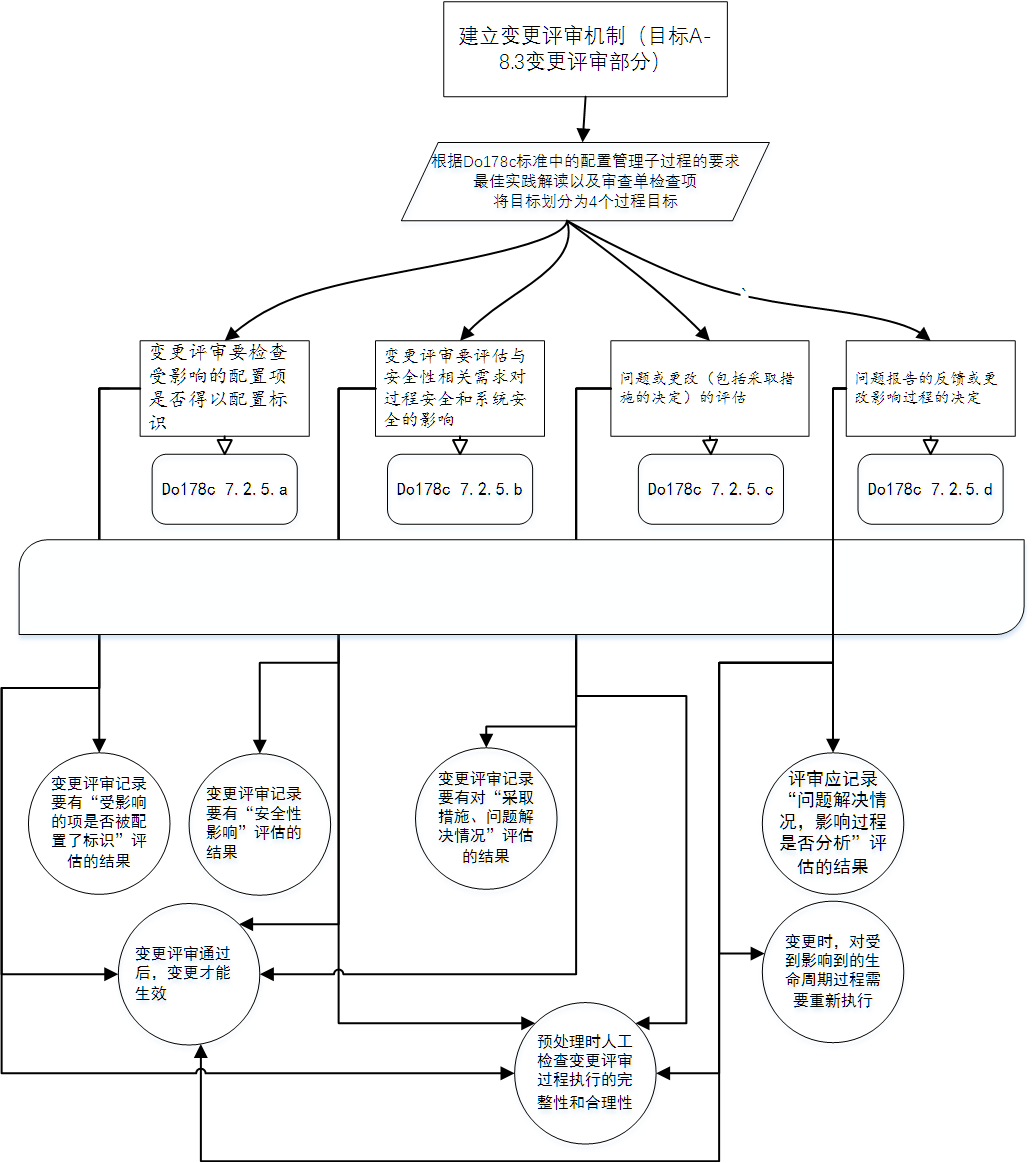 建立变更评审机制（目标A-
8.3变更评审部分）
根据Do178c标准中的配置管理子过程的要求
最佳实践解读以及审查单检查项
将目标划分为4个过程目标
变更评审要检查
受影响的配置项
是否得以配置标
识
变更评审要评估与
安全性相关需求对
过程安全和系统安
全的影响
问题或更改（包括采取措
施的决定）的评估
问题报告的反馈或更
改影响过程的决定
Do178c 7.2.5.a
Do178c 7.2.5.b
Do178c 7.2.5.c
Do178c 7.2.5.d
变更评审记录
要有“受影响
的项是否被配
置了标识”评
估的结果
变更评审记录
要有“安全性
影响”评估的
结果
变更评审记录
要有对“采取
措施、问题解
决情况”评估
的结果
评审应记录
“问题解决情
况，影响过程
是否分析”评
估的结果
变更评审通过
后，变更才能
生效
变更时，对受
到影响到的生
命周期过程需
要重新执行
预处理时人工
检查变更评审
过程执行的完
整性和合理性